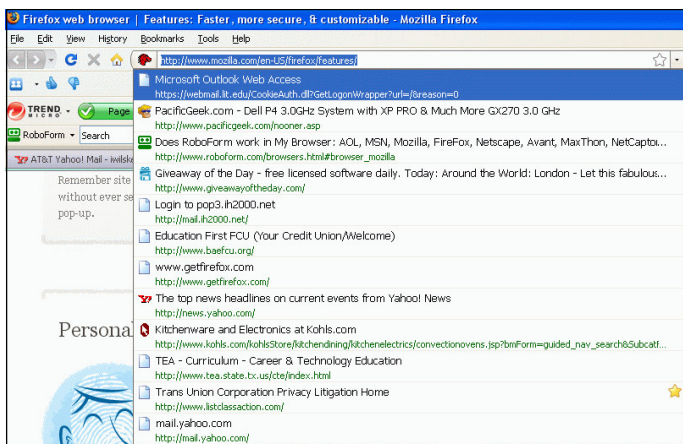 Firefox web browser | Features: Faster, more secure, & customizable - Mozilla Firefox
File Edit View History Bookmarks Tools Help
http://www.mozilla.com/en-US/firefox/features/
Microsoft Outlook Web Access
https://webmail.lit.edu/CookieAuth.dll?GetLogonWrapper?url=/&reason=0
TREND MICRO Page
PacificGeek.com - Dell P4 3.0GHz System with XP PRO & Much More GX270 3.0 GHz
http://www.pacificgeek.com/nooner.asp
RoboForm Search
Does RoboForm work in My Browser: AOL, MSN, Mozilla, FireFox, Netscape, Avant, MaxThon, NetCaptor...
http://www.roboform.com/browsers.html#browser_mozilla
AT&T Yahoo! Mail - iwilsk
Giveaway of the Day - free licensed software daily. Today: Around the World: London - Let this fabulous...
http://www.giveawayoftheday.com/
Remember site
without ever se
pop-up.
Login to pop3.ih2000.net
http://mail.ih2000.net/
Education First FCU (Your Credit Union/Welcome)
http://www.baefcu.org/
www.getfirefox.com
http://www.getfirefox.com/
The top news headlines on current events from Yahoo! News
http://news.yahoo.com/
Personal
Kitchenware and Electronics at Kohls.com
http://www.kohls.com/kohlsStore/kitchendining/kitchenelectrics/convectionovens.jsp?bmForm=guided_nav_search&Subcatf...
TEA - Curriculum - Career & Technology Education
http://www.tea.state.tx.us/cte/index.html
Trans Union Corporation Privacy Litigation Home
http://www.listclassaction.com/
mail.yahoo.com
http://mail.yahoo.com/